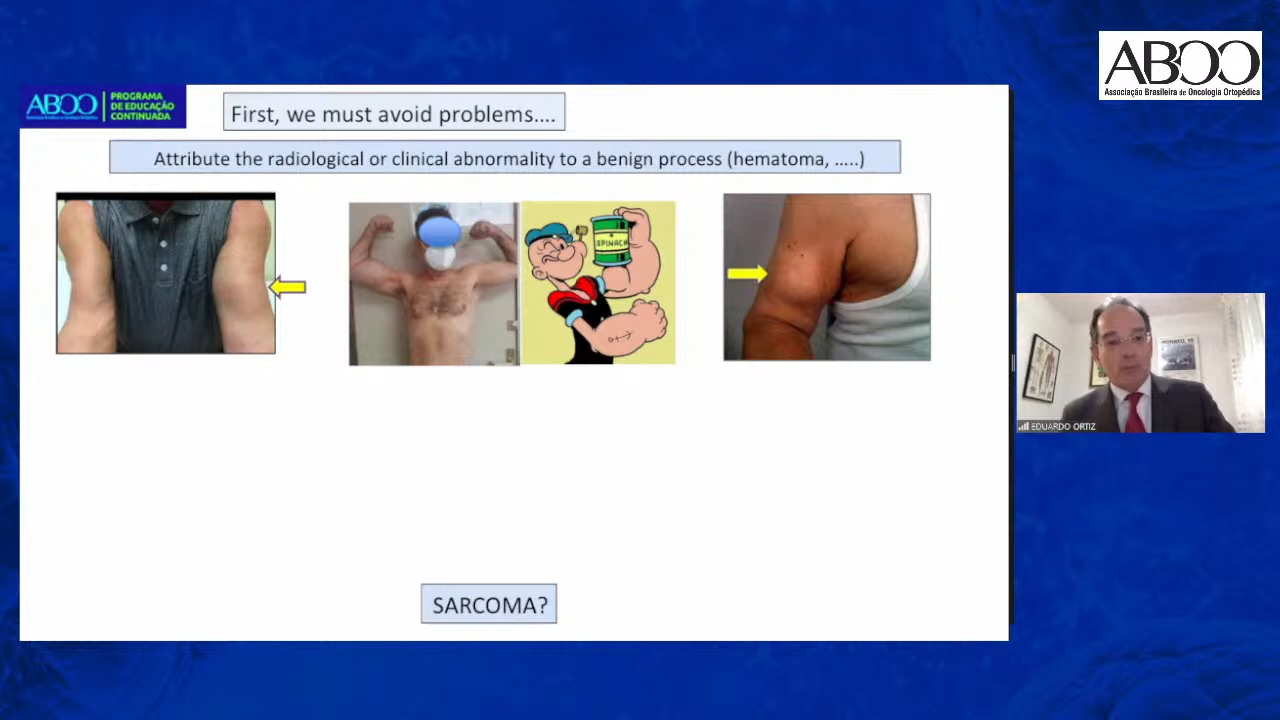 ABOO
Associação Brasileira de Oncologia Ortopédica
ABOO
PROGRAMA
DE EDUCAÇÃO
CONTINUADA
First, we must avoid problems....
Attribute the radiological or clinical abnormality to a benign process (hematoma, .....)
SPINACH
EDUARDO ORTIZ
SARCOMA?